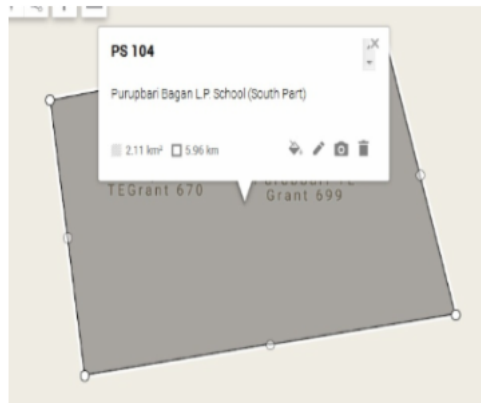 PS 104
Purupbari Bagan L.P. School (South Part)
2.11 km² 5.96 km
TEGrant 670
Grant 699